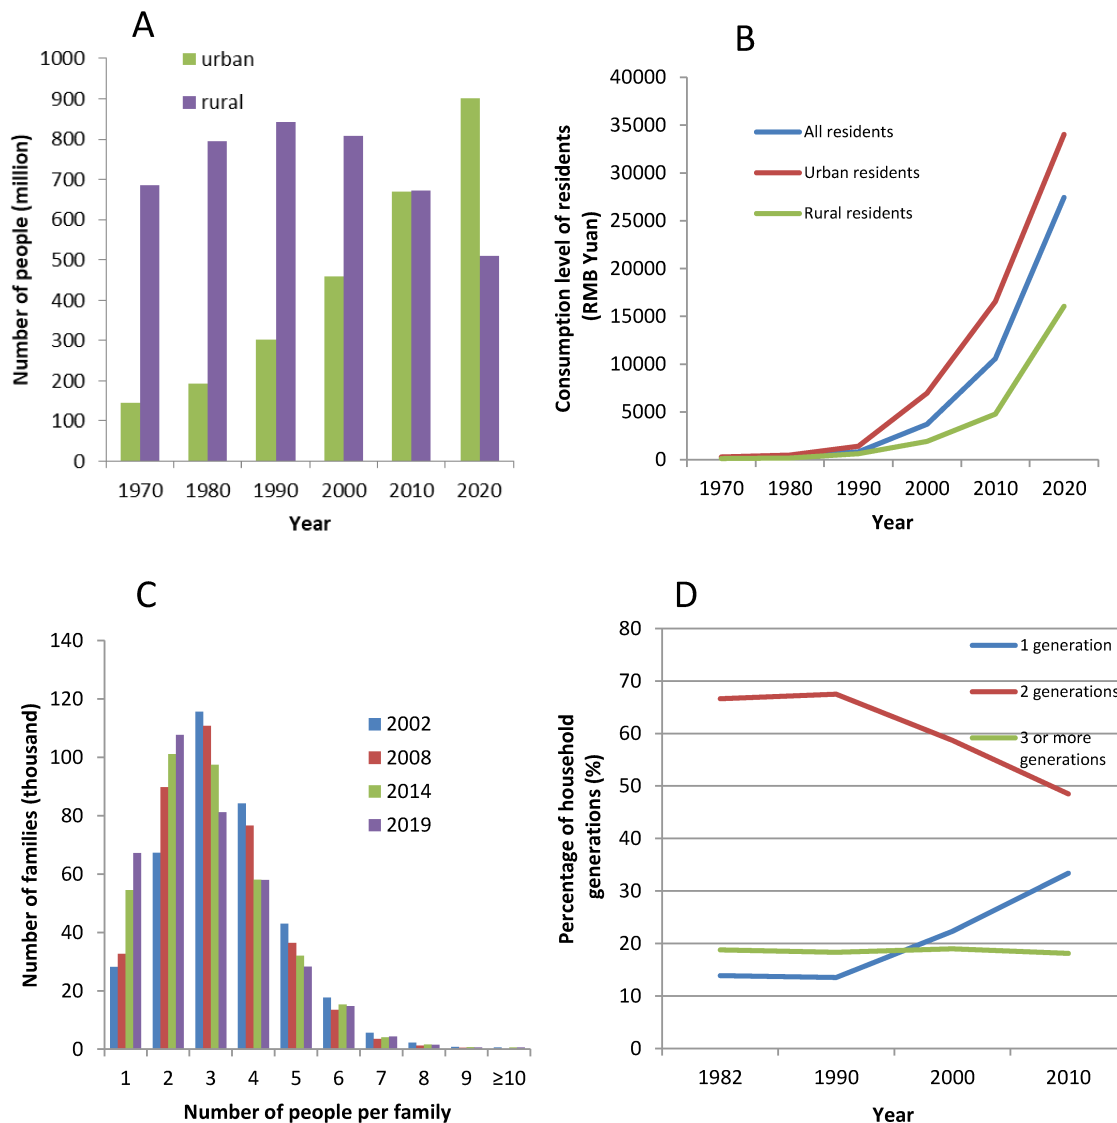 A
urban
rural
1000
900
800
700
600
500
400
300
200
100
0
Number of people (million)
1970 1980 1990 2000 2010 2020
Year
B
All residents
Urban residents
Rural residents
40000
35000
30000
25000
20000
15000
10000
5000
0
Consumption level of residents
(RMB Yuan)
1970 1980 1990 2000 2010 2020
Year
C
2002
2008
2014
2019
140
120
100
80
60
40
20
0
Number of families (thousand)
1 2 3 4 5 6 7 8 9 ≥10
Number of people per family
D
1 generation
2 generations
3 or more
generations
80
70
60
50
40
30
20
10
0
Percentage of household
generations (%)
1982 1990 2000 2010
Year